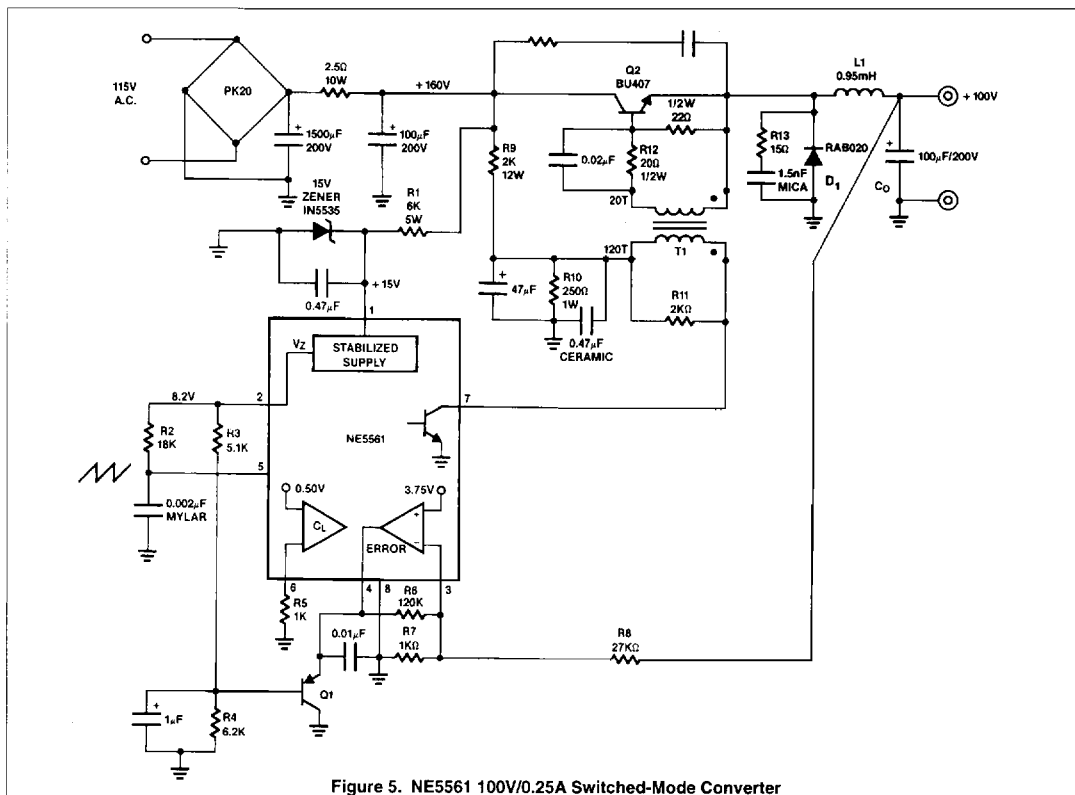 115V
A.C.
PK20
2.5Ω
10W
+160V
1500μF
200V
+
100μF
200V
+
15V
ZENER
IN5535
R1
6K
5W
0.47μF
+15V
R9
2K
12W
Q2
BU407
1/2W
22Ω
0.02μF
R12
20Ω
1/2W
20T
T1
120T
47μF
+
R10
250Ω
1W
0.47μF
CERAMIC
R11
2KΩ
L1
0.95mH
+100V
R13
15Ω
1.5nF
MICA
RAB020
D1
+
100μF/200V
CO
1
VZ
STABILIZED
SUPPLY
8.2V
2
7
R2
18K
R3
5.1K
NE5561
5
0.002μF
MYLAR
0.50V
CL
3.75V
+
−
ERROR
6
4
8
3
R5
1K
R6
120K
0.01μF
R7
1KΩ
R8
27KΩ
Q1
+
1μF
R4
6.2K
Figure 5. NE5561 100V/0.25A Switched-Mode Converter